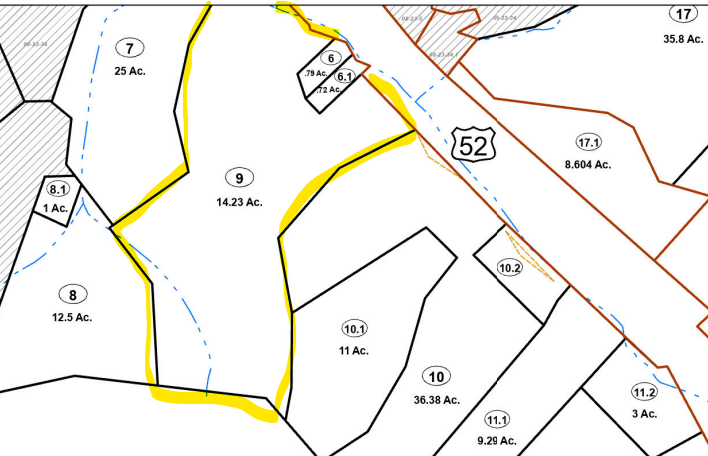 17
35.8 Ac.
7
25 Ac.
6
.79 Ac.
6.1
.72 Ac.
52
17.1
8.604 Ac.
9
14.23 Ac.
8.1
1 Ac.
10.2
8
12.5 Ac.
10.1
11 Ac.
10
36.38 Ac.
11.2
3 Ac.
11.1
9.29 Ac.